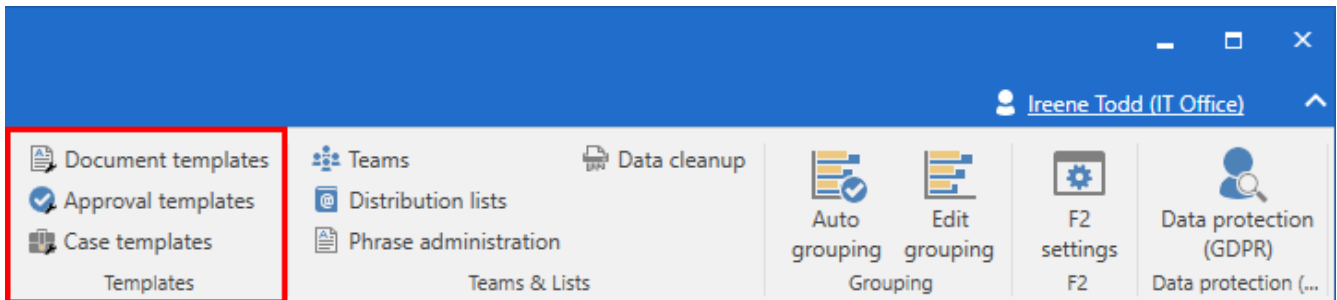 Ireene Todd (IT Office)
Document templates
Approval templates
Case templates
Templates
Teams
Distribution lists
Phrase administration
Data cleanup
Teams & Lists
Auto
grouping
Edit
grouping
Grouping
F2
settings
F2
Data protection
(GDPR)
Data protection (...